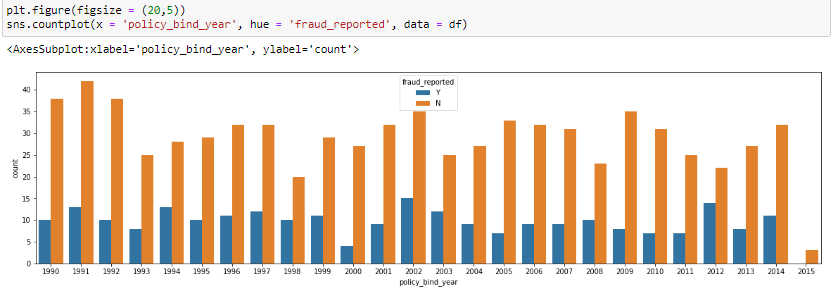 plt.figure(figsize = (20,5))
sns.countplot(x = 'policy_bind_year', hue = 'fraud_reported', data = df)
<AxesSubplot:xlabel='policy_bind_year', ylabel='count'>
fraud_reported
Y
N
40
35
30
25
20
15
10
5
0
count
1990 1991 1992 1993 1994 1995 1996 1997 1998 1999 2000 2001 2002 2003 2004 2005 2006 2007 2008 2009 2010 2011 2012 2013 2014 2015
policy_bind_year